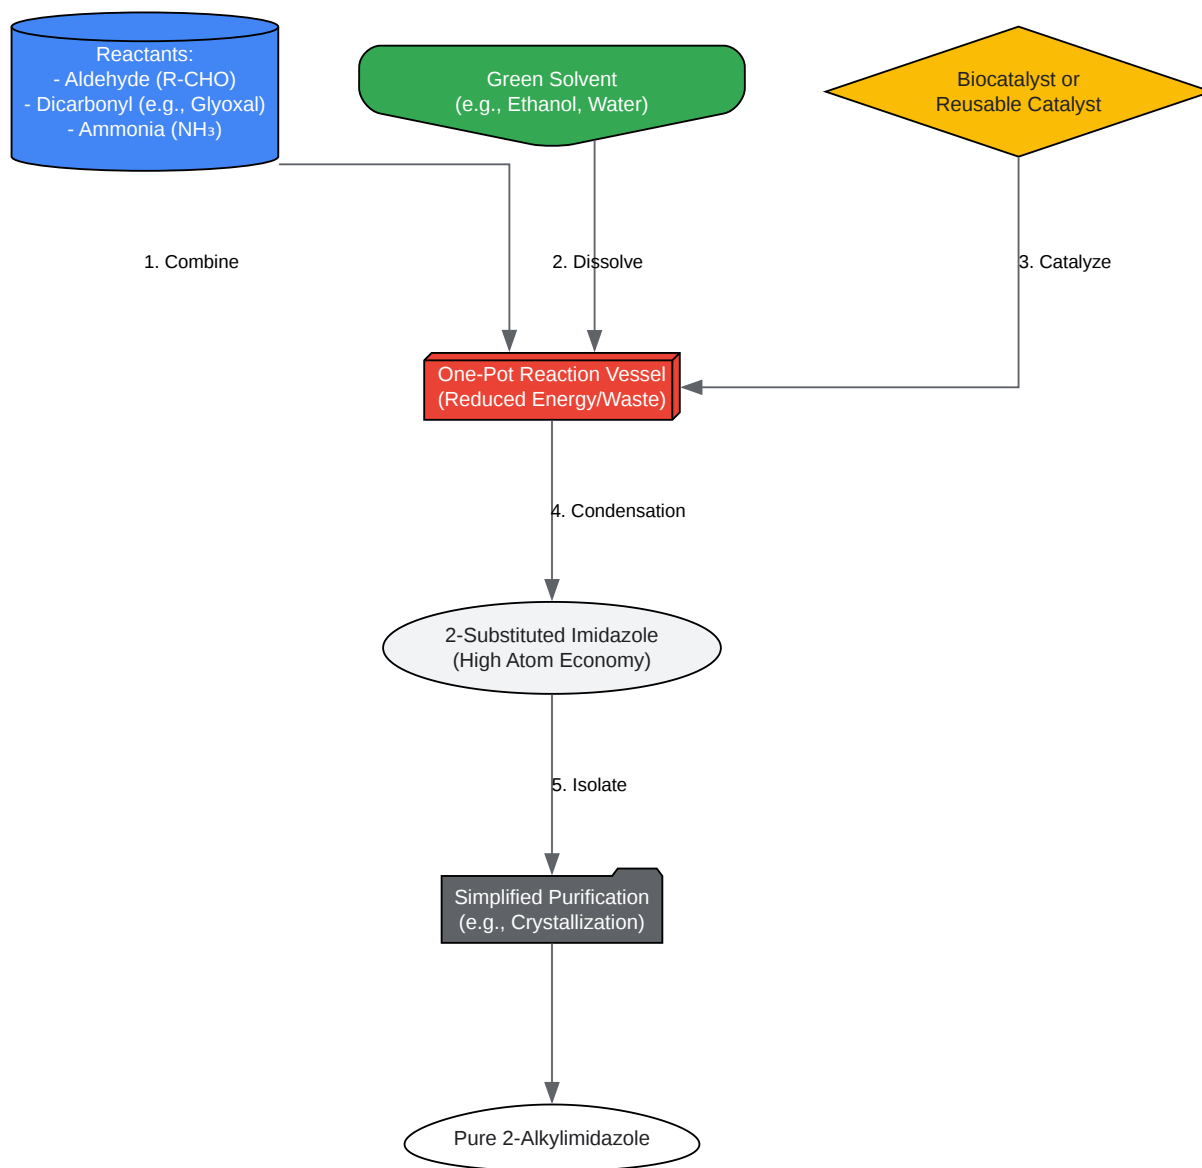 Reactants:
- Aldehyde (R-CHO)
- Dicarbonyl (e.g., Glyoxal)
- Ammonia (NH₃)
Green Solvent
(e.g., Ethanol, Water)
Biocatalyst or
Reusable Catalyst
1. Combine
2. Dissolve
3. Catalyze
One-Pot Reaction Vessel
(Reduced Energy/Waste)
4. Condensation
2-Substituted Imidazole
(High Atom Economy)
5. Isolate
Simplified Purification
(e.g., Crystallization)
Pure 2-Alkylimidazole